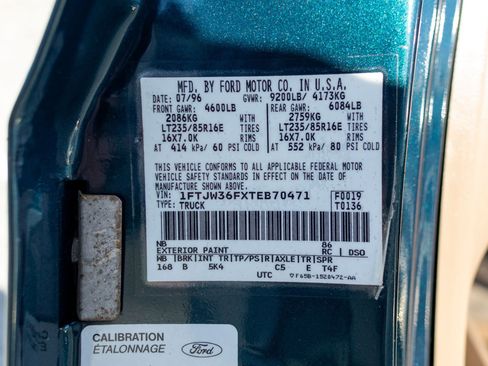 MFD. BY FORD MOTOR CO. IN U.S.A.
DATE: 07/96 GVWR: 9200LB/ 4173KG
FRONT GAWR: 4600LB REAR GAWR: 6084LB
2086KG WITH 2759KG WITH
LT235/85R16E TIRES LT235/85R16E TIRES
16X7.0K RIMS 16X7.0K RIMS
AT 414 kPa/ 60 PSI COLD AT 552 kPa/ 80 PSI COLD
THIS VEHICLE CONFORMS TO ALL APPLICABLE FEDERAL MOTOR
VEHICLE SAFETY STANDARDS IN EFFECT ON THE DATE OF
MANUFACTURE SHOWN ABOVE.
VIN: 1FTJW36FXTEB70471 F0019
TYPE: TRUCK T0136
NB 86
EXTERIOR PAINT RC DSO
WB BRK INT TR TP/PS R AXLE TR SPR
168 B 5K4 C5 E T4F
UTC ▽F65B-1520472-AA
CALIBRATION
ÉTALONNAGE Ford